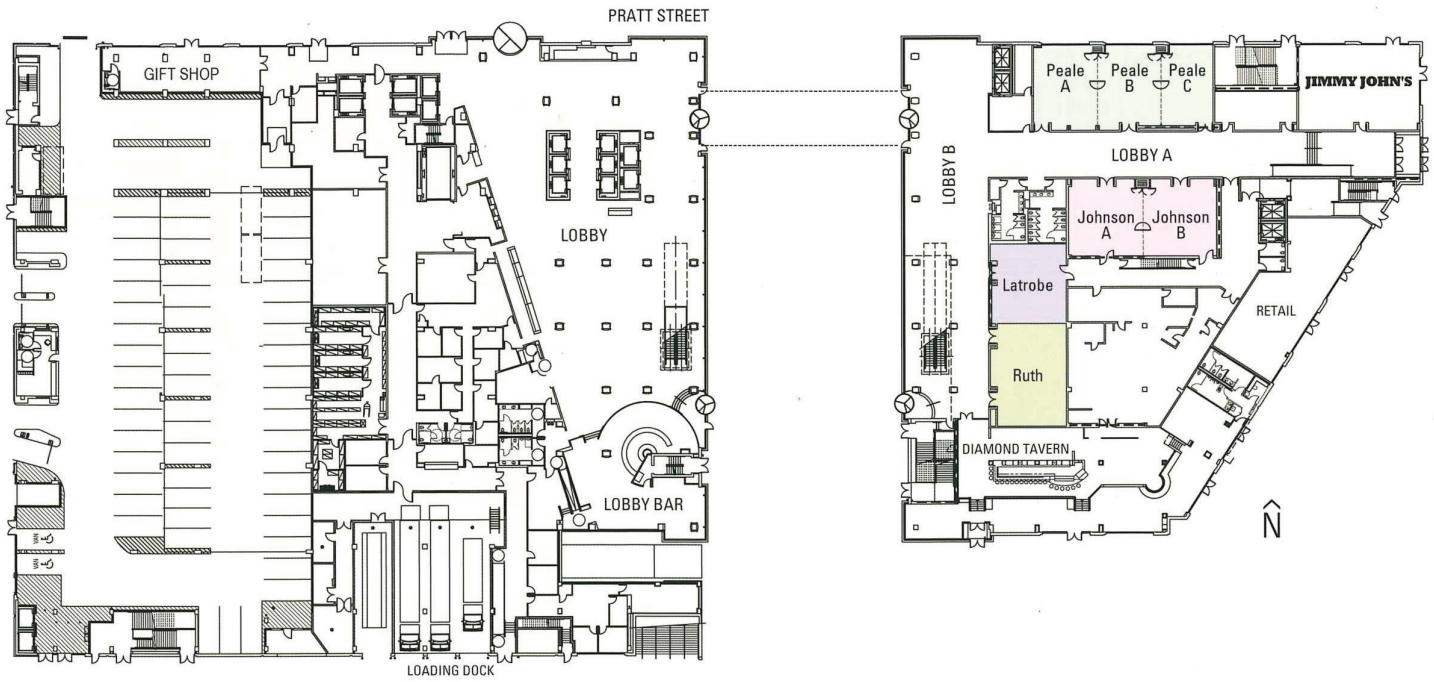 PRATT STREET
GIFT SHOP
Peale
A
Peale
B
Peale
C
JIMMY JOHN'S
LOBBY B
LOBBY A
LOBBY
Johnson
A
Johnson
B
Latrobe
RETAIL
Ruth
DIAMOND TAVERN
LOBBY BAR
N
VAN
VAN
LOADING DOCK